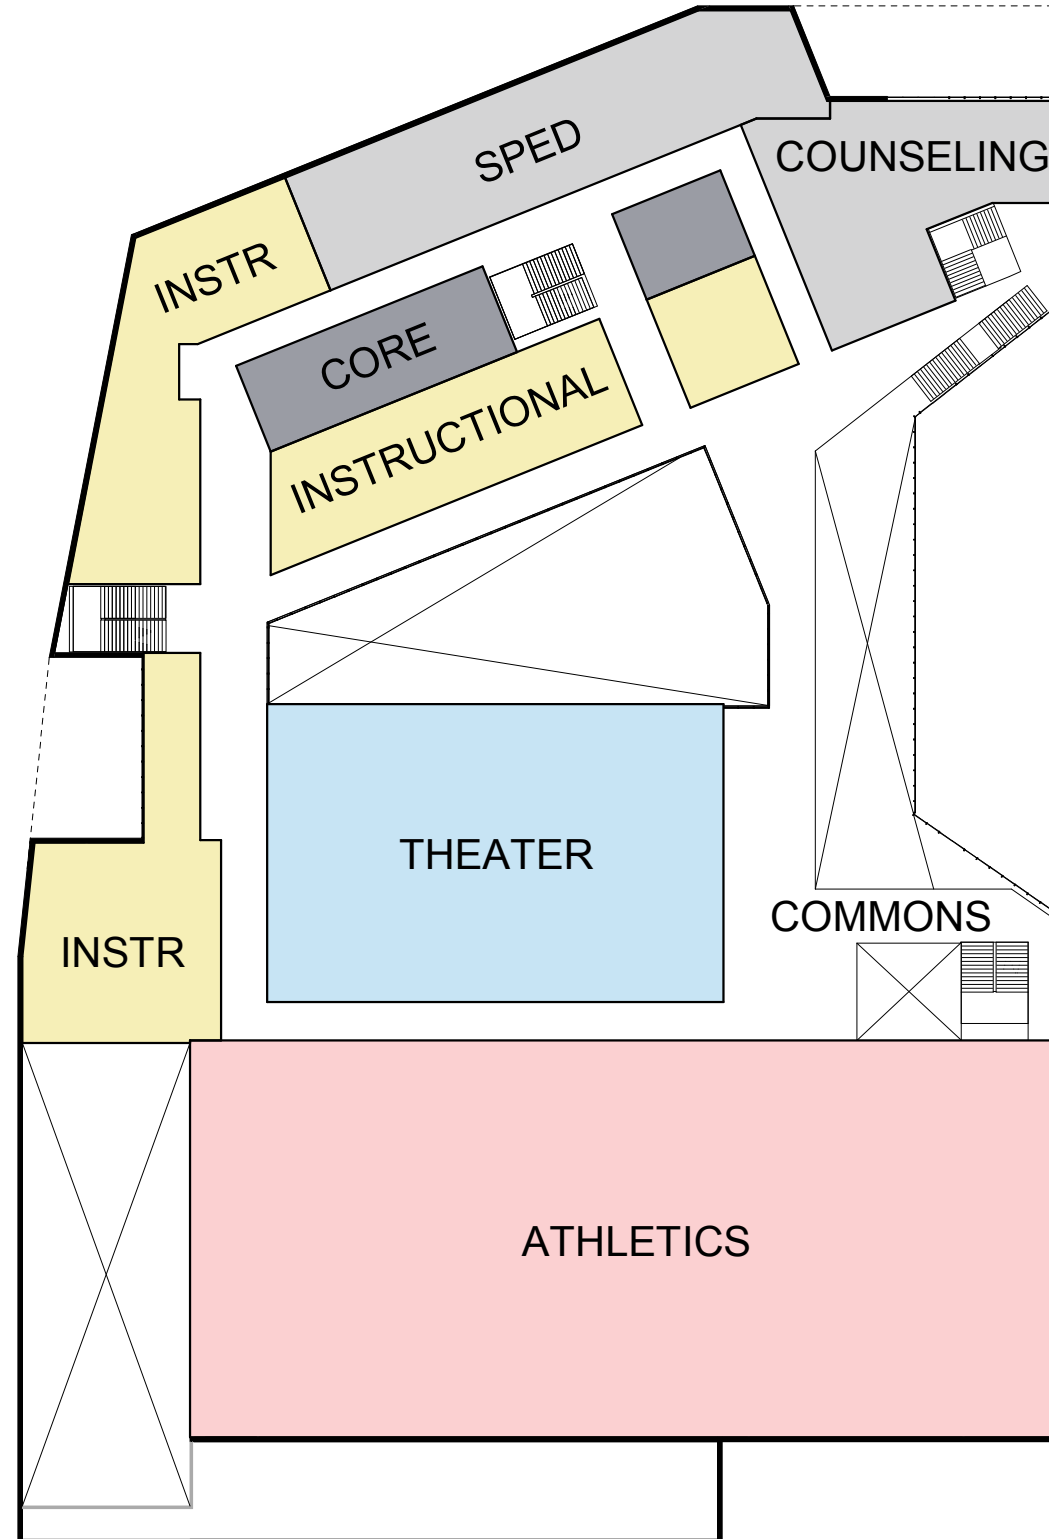 SPED
COUNSELING
INSTR
CORE
INSTRUCTIONAL
THEATER
COMMONS
INSTR
ATHLETICS